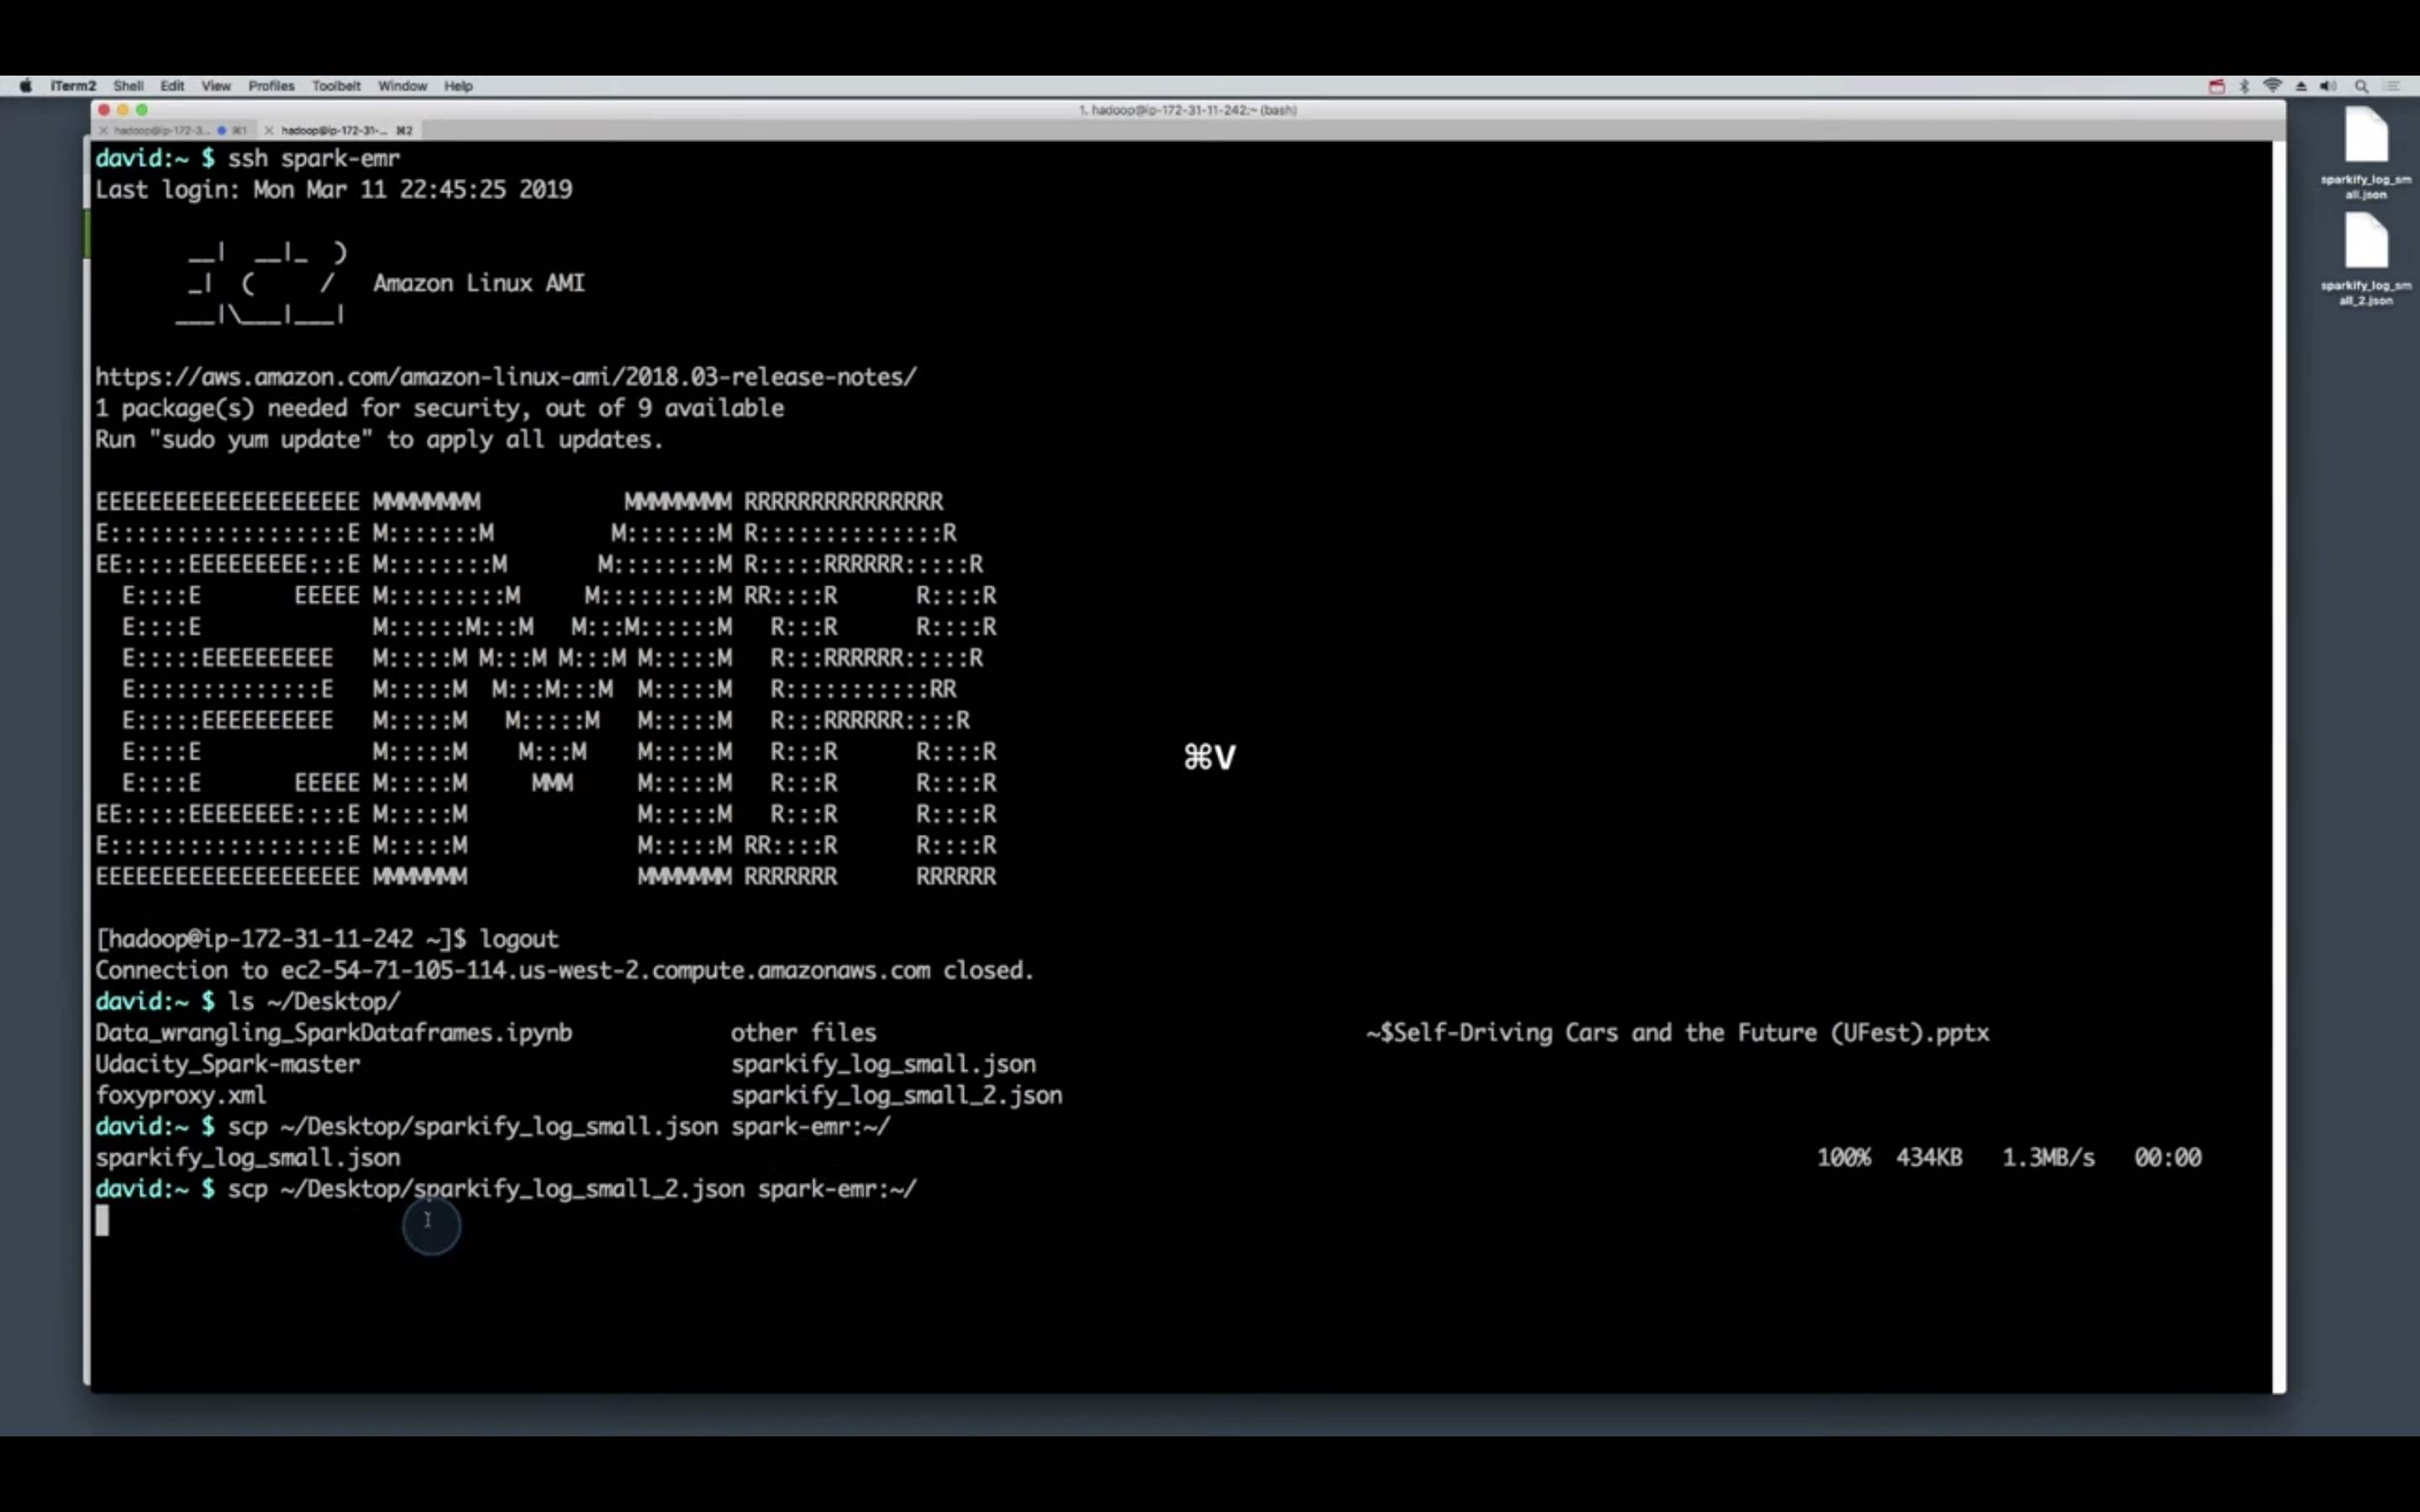 iTerm2 Shell Edit View Profiles Toolbelt Window Help
1. hadoop@ip-172-31-11-242:~ (bash)
hadoop@ip-172-3... ⌘1 hadoop@ip-172-31-... ⌘2
david:~ $ ssh spark-emr
Last login: Mon Mar 11 22:45:25 2019
       __|  __|_  )
       _|  (     /   Amazon Linux AMI
      ___|\___|___|
https://aws.amazon.com/amazon-linux-ami/2018.03-release-notes/
1 package(s) needed for security, out of 9 available
Run "sudo yum update" to apply all updates.
EEEEEEEEEEEEEEEEEEEE MMMMMMMM           MMMMMMMM RRRRRRRRRRRRRRR
E::::::::::::::::::E M:::::::M         M:::::::M R::::::::::::::R
EE:::::EEEEEEEEE:::E M::::::::M       M::::::::M R:::::RRRRRR:::::R
  E::::E       EEEEE M:::::::::M     M:::::::::M RR::::R      R::::R
  E::::E             M::::::M:::M   M:::M::::::M   R:::R      R::::R
  E:::::EEEEEEEEEE   M:::::M M:::M M:::M M:::::M   R:::RRRRRR:::::R
  E::::::::::::::E   M:::::M  M:::M:::M  M:::::M   R:::::::::::RR
  E:::::EEEEEEEEEE   M:::::M   M:::::M   M:::::M   R:::RRRRRR::::R
  E::::E             M:::::M    M:::M    M:::::M   R:::R      R::::R
  E::::E       EEEEE M:::::M     MMM     M:::::M   R:::R      R::::R
EE:::::EEEEEEEE::::E M:::::M             M:::::M   R:::R      R::::R
E::::::::::::::::::E M:::::M             M:::::M RR::::R      R::::R
EEEEEEEEEEEEEEEEEEEE MMMMMMM             MMMMMMM RRRRRRR      RRRRRR
⌘V
[hadoop@ip-172-31-11-242 ~]$ logout
Connection to ec2-54-71-105-114.us-west-2.compute.amazonaws.com closed.
david:~ $ ls ~/Desktop/
Data_wrangling_SparkDataframes.ipynb other files ~$Self-Driving Cars and the Future (UFest).pptx
Udacity_Spark-master sparkify_log_small.json
foxyproxy.xml sparkify_log_small_2.json
david:~ $ scp ~/Desktop/sparkify_log_small.json spark-emr:~/
sparkify_log_small.json 100% 434KB 1.3MB/s 00:00
david:~ $ scp ~/Desktop/sparkify_log_small_2.json spark-emr:~/
sparkify_log_sm
all.json
sparkify_log_sm
all_2.json